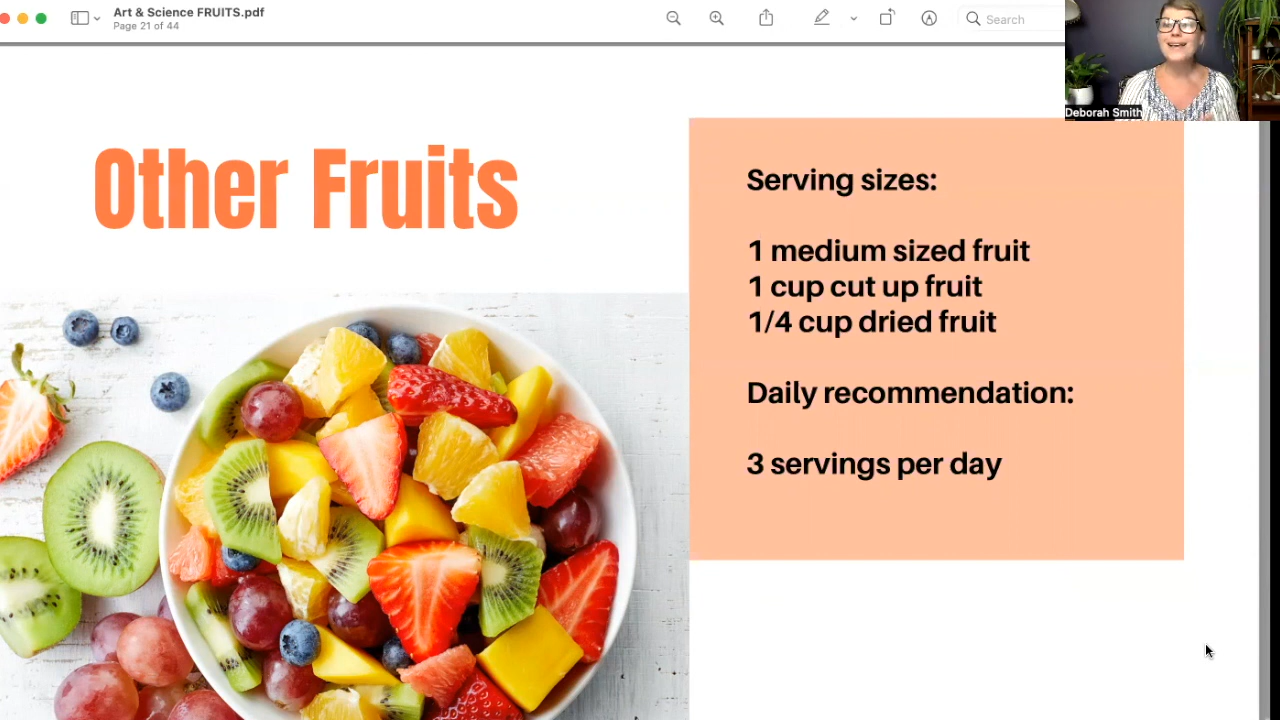 Art & Science FRUITS.pdf
Page 21 of 44
Search
Deborah Smith
Other Fruits
Serving sizes:
1 medium sized fruit
1 cup cut up fruit
1/4 cup dried fruit
Daily recommendation:
3 servings per day